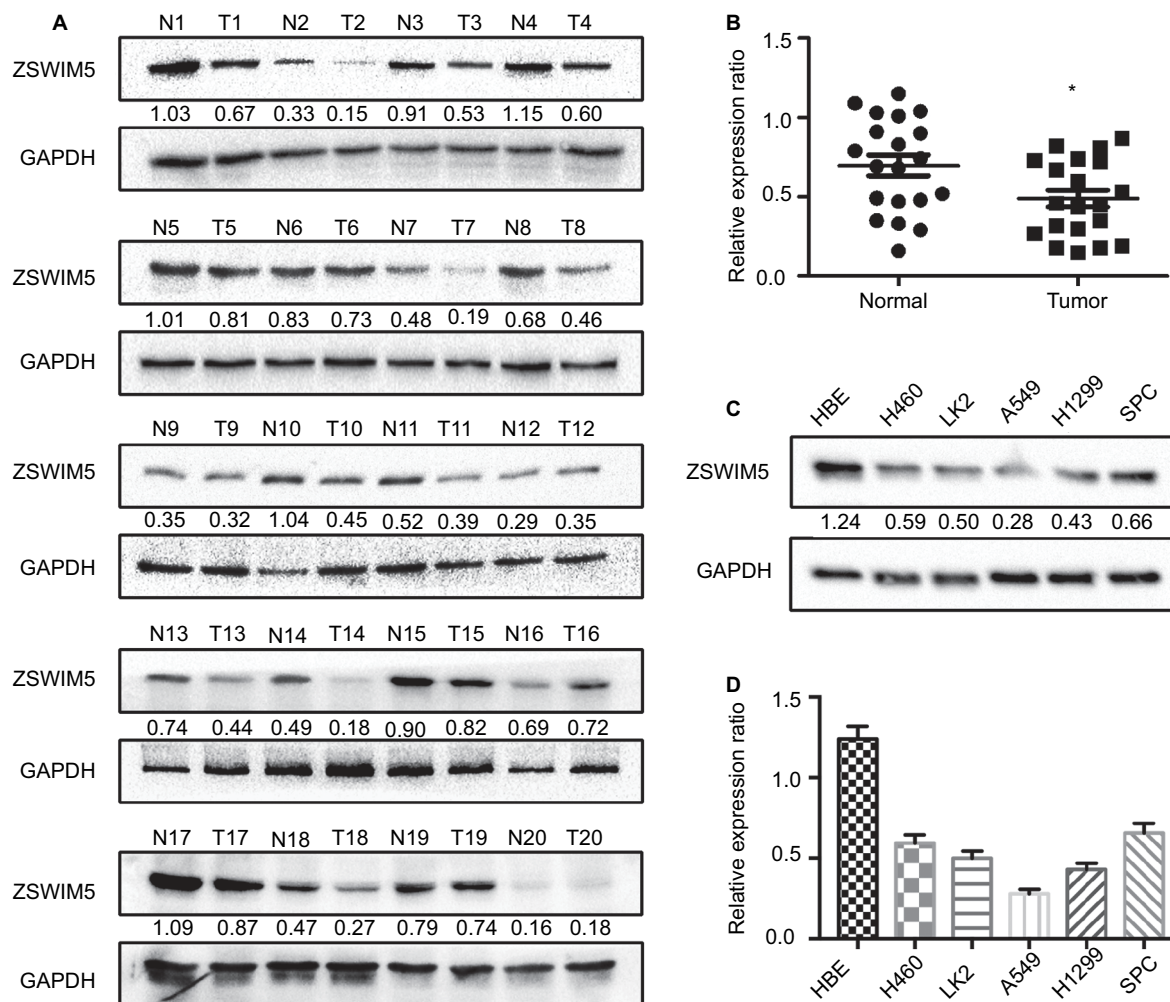 A
N1 T1 N2 T2 N3 T3 N4 T4
ZSWIM5
1.03 0.67 0.33 0.15 0.91 0.53 1.15 0.60
GAPDH
N5 T5 N6 T6 N7 T7 N8 T8
ZSWIM5
1.01 0.81 0.83 0.73 0.48 0.19 0.68 0.46
GAPDH
N9 T9 N10 T10 N11 T11 N12 T12
ZSWIM5
0.35 0.32 1.04 0.45 0.52 0.39 0.29 0.35
GAPDH
N13 T13 N14 T14 N15 T15 N16 T16
ZSWIM5
0.74 0.44 0.49 0.18 0.90 0.82 0.69 0.72
GAPDH
N17 T17 N18 T18 N19 T19 N20 T20
ZSWIM5
1.09 0.87 0.47 0.27 0.79 0.74 0.16 0.18
GAPDH
B
Relative expression ratio
1.5
1.0
0.5
0.0
*
Normal Tumor
C
HBE H460 LK2 A549 H1299 SPC
ZSWIM5
1.24 0.59 0.50 0.28 0.43 0.66
GAPDH
D
Relative expression ratio
1.5
1.0
0.5
0.0
HBE H460 LK2 A549 H1299 SPC